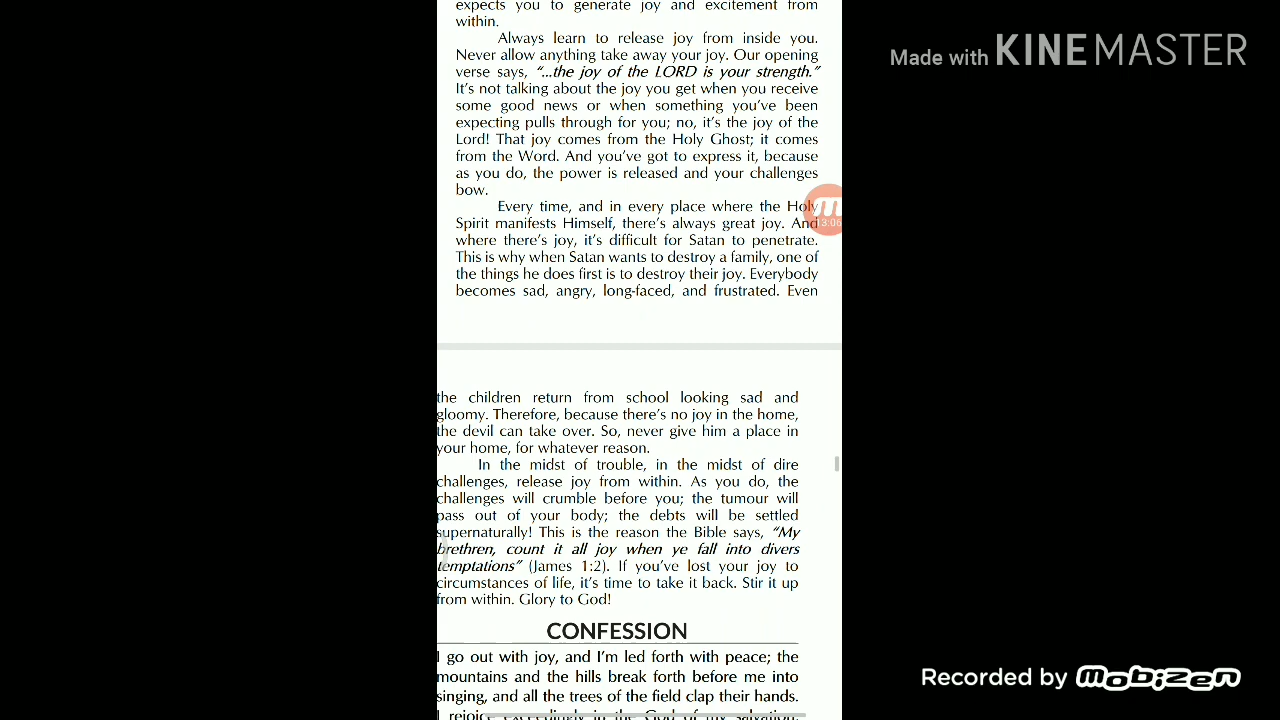 expects you to generate joy and excitement from
within.
Always learn to release joy from inside you.
Never allow anything take away your joy. Our opening
verse says, “...the joy of the LORD is your strength.”
It’s not talking about the joy you get when you receive
some good news or when something you’ve been
expecting pulls through for you; no, it’s the joy of the
Lord! That joy comes from the Holy Ghost; it comes
from the Word. And you’ve got to express it, because
as you do, the power is released and your challenges
bow.
Every time, and in every place where the Holy
Spirit manifests Himself, there’s always great joy. And
where there’s joy, it’s difficult for Satan to penetrate.
This is why when Satan wants to destroy a family, one of
the things he does first is to destroy their joy. Everybody
becomes sad, angry, long-faced, and frustrated. Even
the children return from school looking sad and
gloomy. Therefore, because there’s no joy in the home,
the devil can take over. So, never give him a place in
your home, for whatever reason.
In the midst of trouble, in the midst of dire
challenges, release joy from within. As you do, the
challenges will crumble before you; the tumour will
pass out of your body; the debts will be settled
supernaturally! This is the reason the Bible says, “My
brethren, count it all joy when ye fall into divers
temptations” (James 1:2). If you’ve lost your joy to
circumstances of life, it’s time to take it back. Stir it up
from within. Glory to God!
CONFESSION
I go out with joy, and I’m led forth with peace; the
mountains and the hills break forth before me into
singing, and all the trees of the field clap their hands.
I rejoice exceedingly in the God of my salvation.
Made with KINEMASTER
13:06
Recorded by mobizen